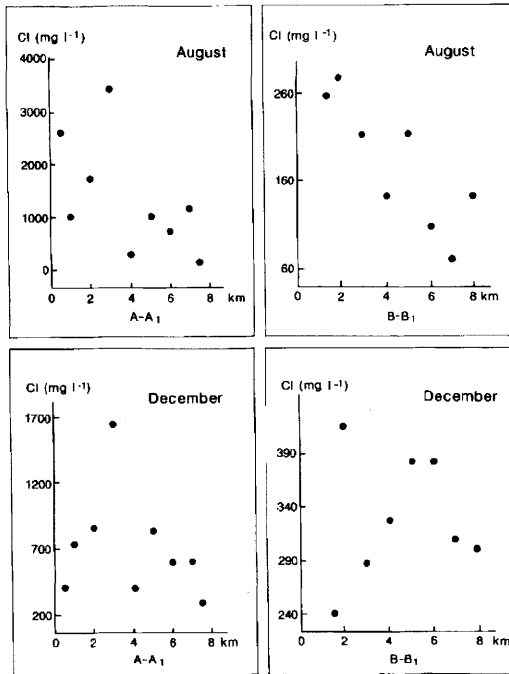 Cl (mg l⁻¹)
August
4000
3000
2000
1000
0
0 2 4 6 8 km
A-A₁
Cl (mg l⁻¹)
August
260
160
60
0 2 4 6 8 km
B-B₁
Cl (mg l⁻¹)
December
1700
1200
700
200
0 2 4 6 8 km
A-A₁
Cl (mg l⁻¹)
December
390
340
290
240
0 2 4 6 8 km
B-B₁